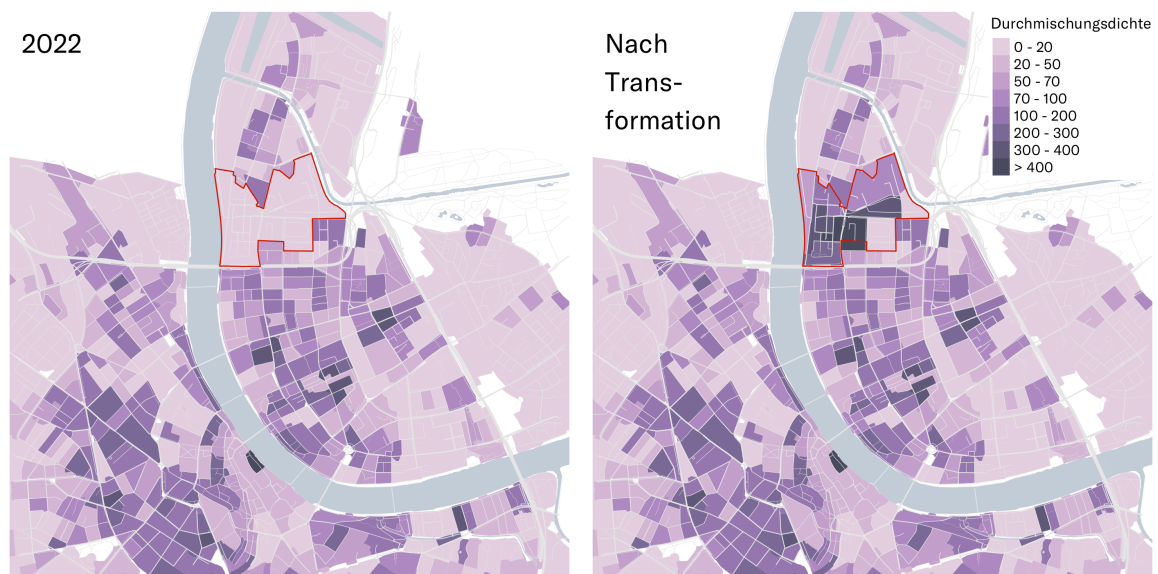 2022
Nach
Trans-
formation
Durchmischungsdichte
0 - 20
20 - 50
50 - 70
70 - 100
100 - 200
200 - 300
300 - 400
> 400